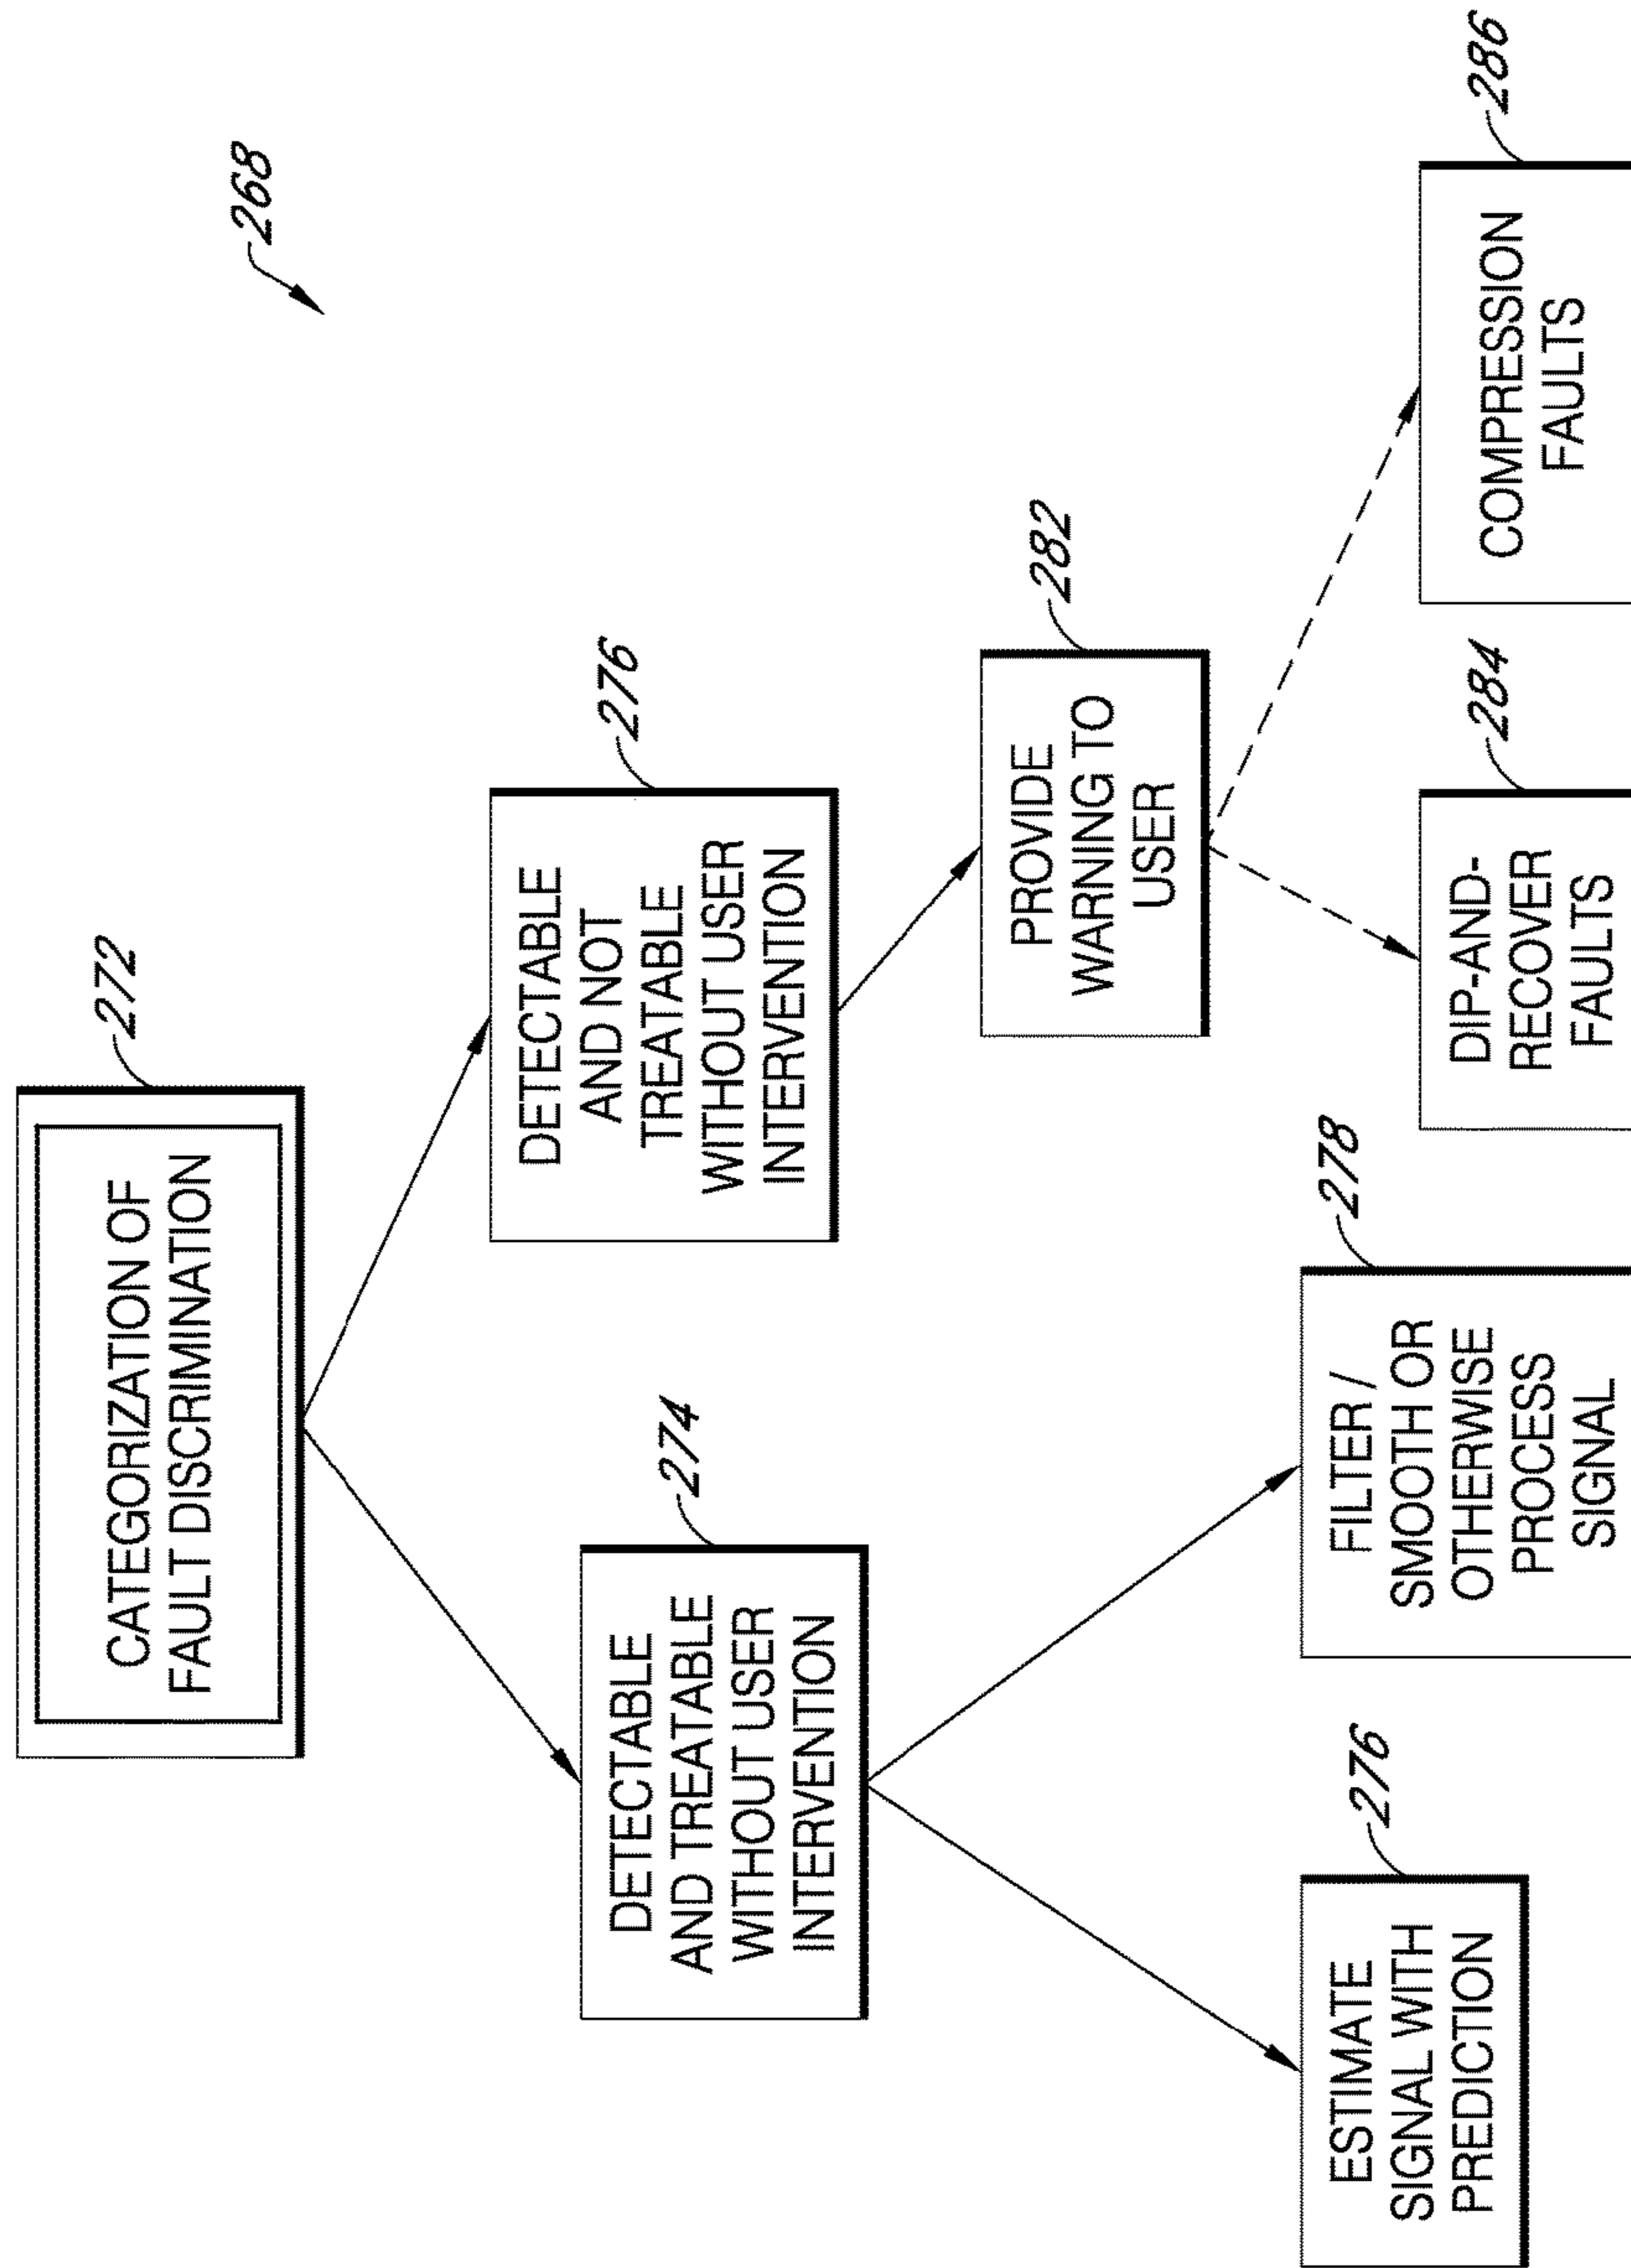 268
272
CATEGORIZATION OF
FAULT DISCRIMINATION
274
DETECTABLE
AND TREATABLE
WITHOUT USER
INTERVENTION
276
DETECTABLE
AND NOT
TREATABLE
WITHOUT USER
INTERVENTION
282
PROVIDE
WARNING TO
USER
276
ESTIMATE
SIGNAL WITH
PREDICTION
278
FILTER /
SMOOTH OR
OTHERWISE
PROCESS
SIGNAL
284
DIP-AND-
RECOVER
FAULTS
286
COMPRESSION
FAULTS